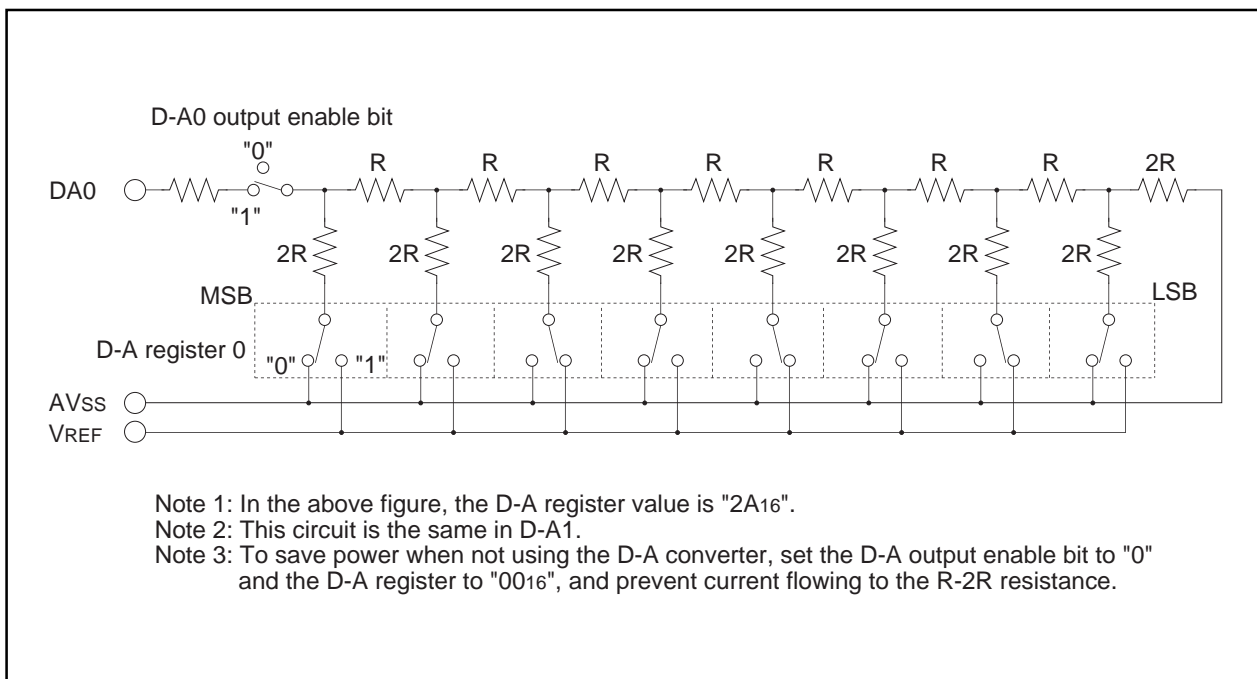 D-A0 output enable bit
"0"
R R R R R R R 2R
DA0
"1"
2R 2R 2R 2R 2R 2R 2R 2R
MSB
LSB
D-A register 0
"0" "1"
AVSS
VREF
Note 1: In the above figure, the D-A register value is "2A16".
Note 2: This circuit is the same in D-A1.
Note 3: To save power when not using the D-A converter, set the D-A output enable bit to "0"
and the D-A register to "0016", and prevent current flowing to the R-2R resistance.